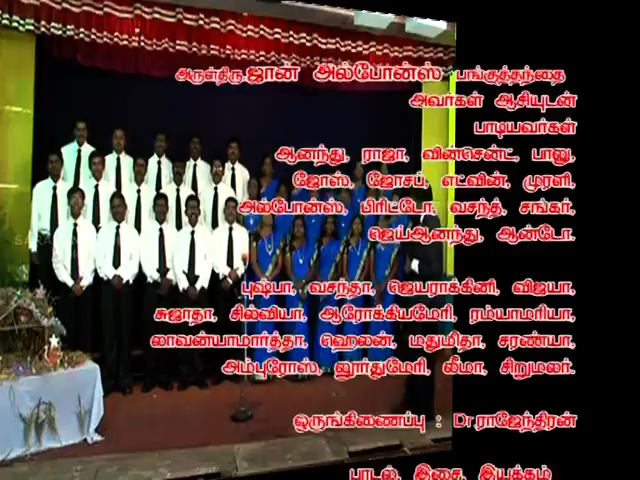 அருள்திரு ஜான் அல்போன்ஸ் பங்குத்தந்தை
அவர்கள் ஆசியுடன்
பாடியவர்கள்
ஆனந்து, ராஜா, வின்சென்ட், பானு,
ஜோஸ், ஜோசப், எட்வின், முரளி,
அல்போன்ஸ், பிரிட்டோ, வசந்த், சங்கர்,
ஜெய்ஆனந்து, ஆன்டோ.
புஷ்பா, வசந்தா, ஜெயராக்கினி, விஜயா,
சுஜாதா, சில்வியா, ஆரோக்கியமேரி, ரம்யாமரியா,
லாவன்யாமார்த்தா, ஹெலன், மதுமிதா, சரண்யா,
அம்புரோஸ், லூர்துமேரி, லீமா, சிறுமலர்.
ஒருங்கிணைப்பு : Dr ராஜேந்திரன்
பாடல், இசை, இயக்கம்